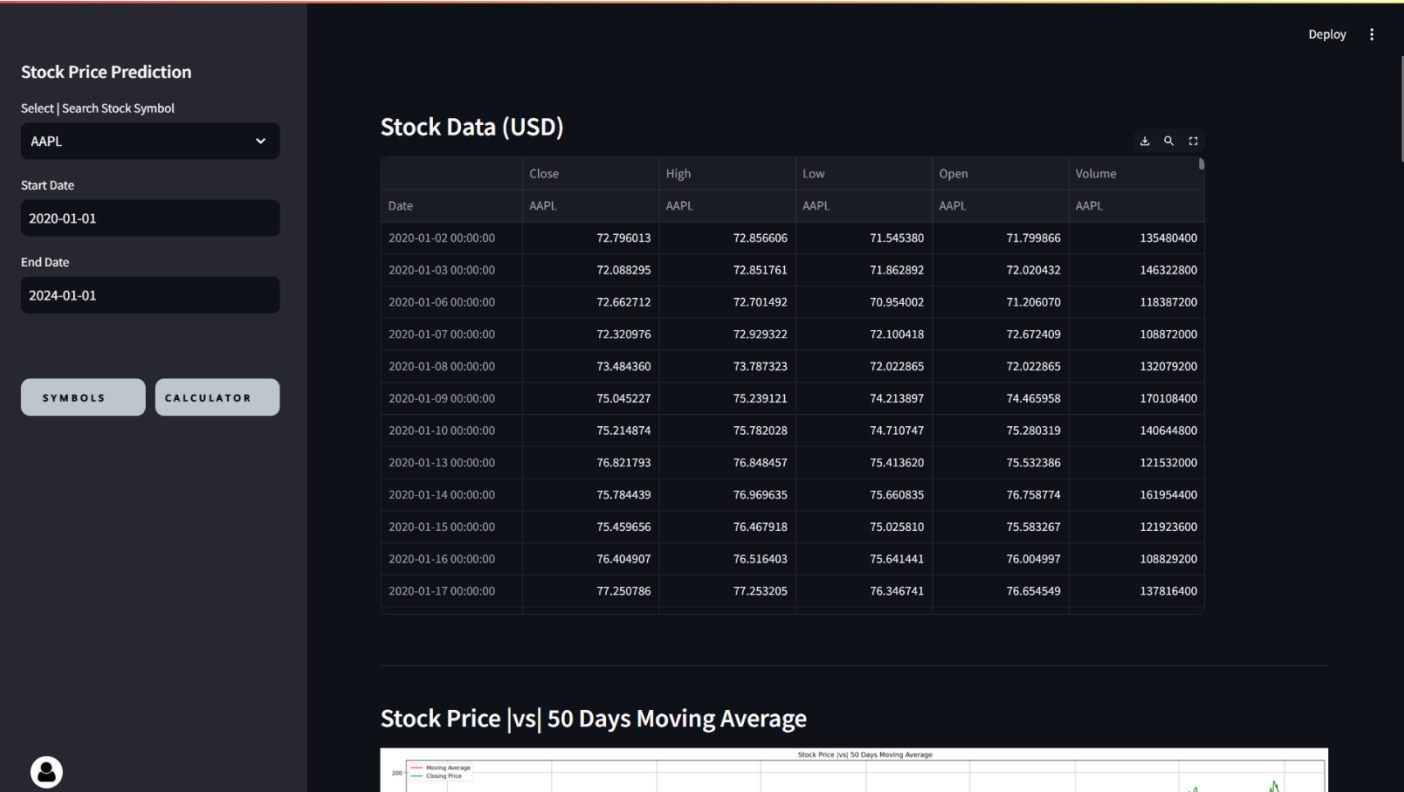 Deploy
Stock Price Prediction
Select | Search Stock Symbol
AAPL
Start Date
2020-01-01
End Date
2024-01-01
SYMBOLS CALCULATOR
Stock Data (USD)
Close High Low Open Volume
Date AAPL AAPL AAPL AAPL AAPL
2020-01-02 00:00:00 72.796013 72.856606 71.545380 71.799866 135480400
2020-01-03 00:00:00 72.088295 72.851761 71.862892 72.020432 146322800
2020-01-06 00:00:00 72.662712 72.701492 70.954002 71.206070 118387200
2020-01-07 00:00:00 72.320976 72.929322 72.100418 72.672409 108872000
2020-01-08 00:00:00 73.484360 73.787323 72.022865 72.022865 132079200
2020-01-09 00:00:00 75.045227 75.239121 74.213897 74.465958 170108400
2020-01-10 00:00:00 75.214874 75.782028 74.710747 75.280319 140644800
2020-01-13 00:00:00 76.821793 76.848457 75.413620 75.532386 121532000
2020-01-14 00:00:00 75.784439 76.969635 75.660835 76.758774 161954400
2020-01-15 00:00:00 75.459656 76.467918 75.025810 75.583267 121923600
2020-01-16 00:00:00 76.404907 76.516403 75.641441 76.004997 108829200
2020-01-17 00:00:00 77.250786 77.253205 76.346741 76.654549 137816400
Stock Price |vs| 50 Days Moving Average
Stock Price |vs| 50 Days Moving Average
200
Moving Average
Closing Price